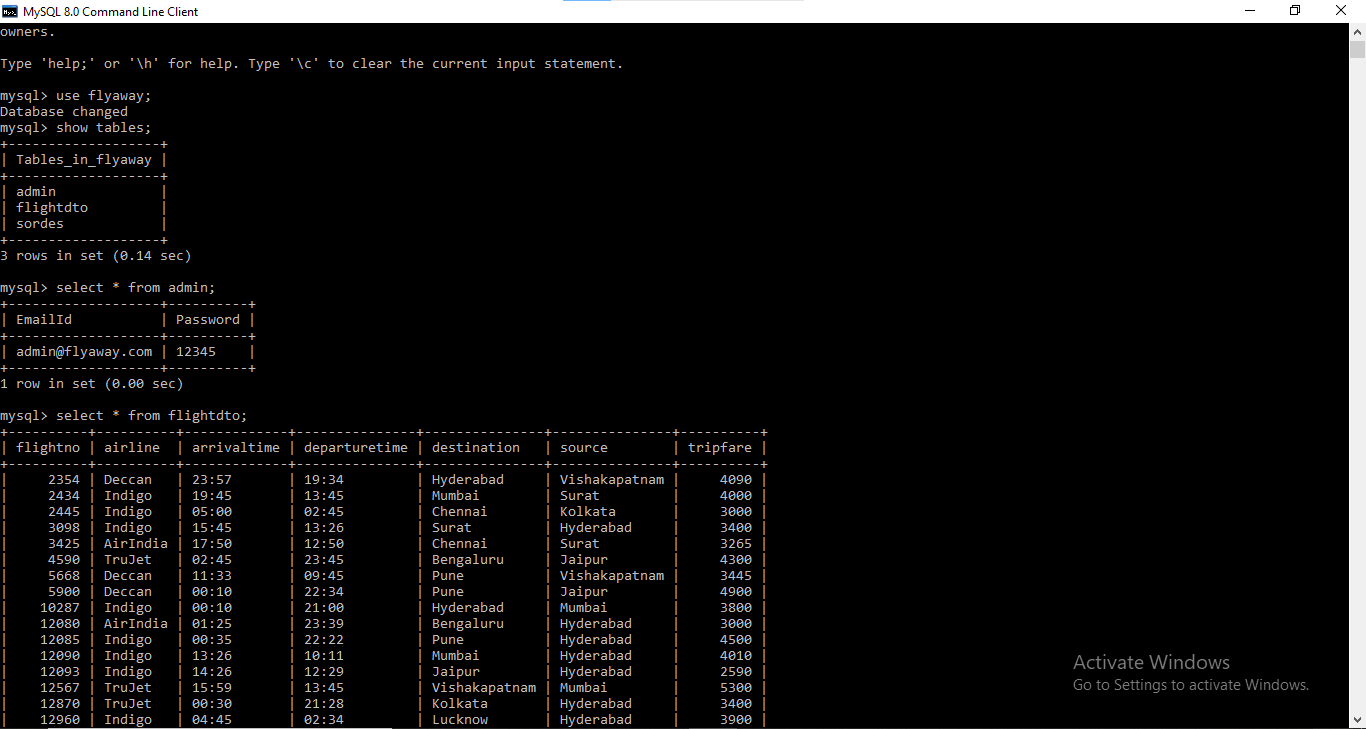 MySQL 8.0 Command Line Client
owners.
Type 'help;' or '\h' for help. Type '\c' to clear the current input statement.
mysql> use flyaway;
Database changed
mysql> show tables;
+-------------------+
| Tables_in_flyaway |
+-------------------+
| admin             |
| flightdto         |
| sordes            |
+-------------------+
3 rows in set (0.14 sec)
mysql> select * from admin;
+-------------------+----------+
| EmailId           | Password |
+-------------------+----------+
| admin@flyaway.com | 12345    |
+-------------------+----------+
1 row in set (0.00 sec)
mysql> select * from flightdto;
+----------+----------+-------------+---------------+---------------+---------------+----------+
| flightno | airline  | arrivaltime | departuretime | destination   | source        | tripfare |
+----------+----------+-------------+---------------+---------------+---------------+----------+
|     2354 | Deccan   | 23:57       | 19:34         | Hyderabad     | Vishakapatnam |     4090 |
|     2434 | Indigo   | 19:45       | 13:45         | Mumbai        | Surat         |     4000 |
|     2445 | Indigo   | 05:00       | 02:45         | Chennai       | Kolkata       |     3000 |
|     3098 | Indigo   | 15:45       | 13:26         | Surat         | Hyderabad     |     3400 |
|     3425 | AirIndia | 17:50       | 12:50         | Chennai       | Surat         |     3265 |
|     4590 | TruJet   | 02:45       | 23:45         | Bengaluru     | Jaipur        |     4300 |
|     5668 | Deccan   | 11:33       | 09:45         | Pune          | Vishakapatnam |     3445 |
|     5900 | Deccan   | 00:10       | 22:34         | Pune          | Jaipur        |     4900 |
|    10287 | Indigo   | 00:10       | 21:00         | Hyderabad     | Mumbai        |     3800 |
|    12080 | AirIndia | 01:25       | 23:39         | Bengaluru     | Hyderabad     |     3000 |
|    12085 | Indigo   | 00:35       | 22:22         | Pune          | Hyderabad     |     4500 |
|    12090 | Indigo   | 13:26       | 10:11         | Mumbai        | Hyderabad     |     4010 |
|    12093 | Indigo   | 14:26       | 12:29         | Jaipur        | Hyderabad     |     2590 |
|    12567 | TruJet   | 15:59       | 13:45         | Vishakapatnam | Mumbai        |     5300 |
|    12870 | TruJet   | 00:30       | 21:28         | Kolkata       | Hyderabad     |     3400 |
|    12960 | Indigo   | 04:45       | 02:34         | Lucknow       | Hyderabad     |     3900 |
Activate Windows
Go to Settings to activate Windows.